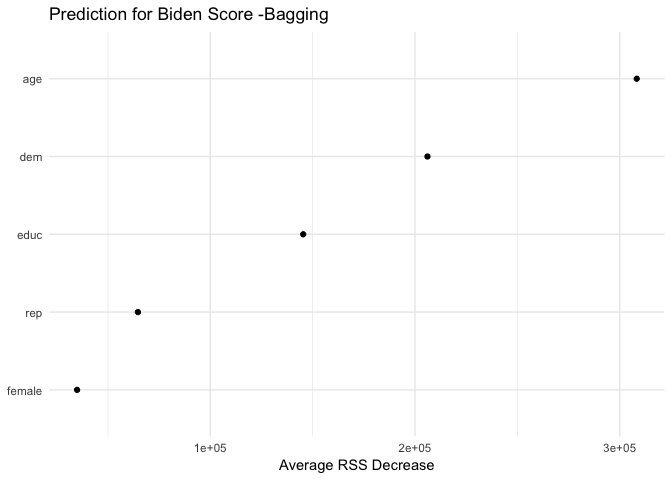 Prediction for Biden Score -Bagging
age
dem
educ
rep
female
1e+05 2e+05 3e+05
Average RSS Decrease